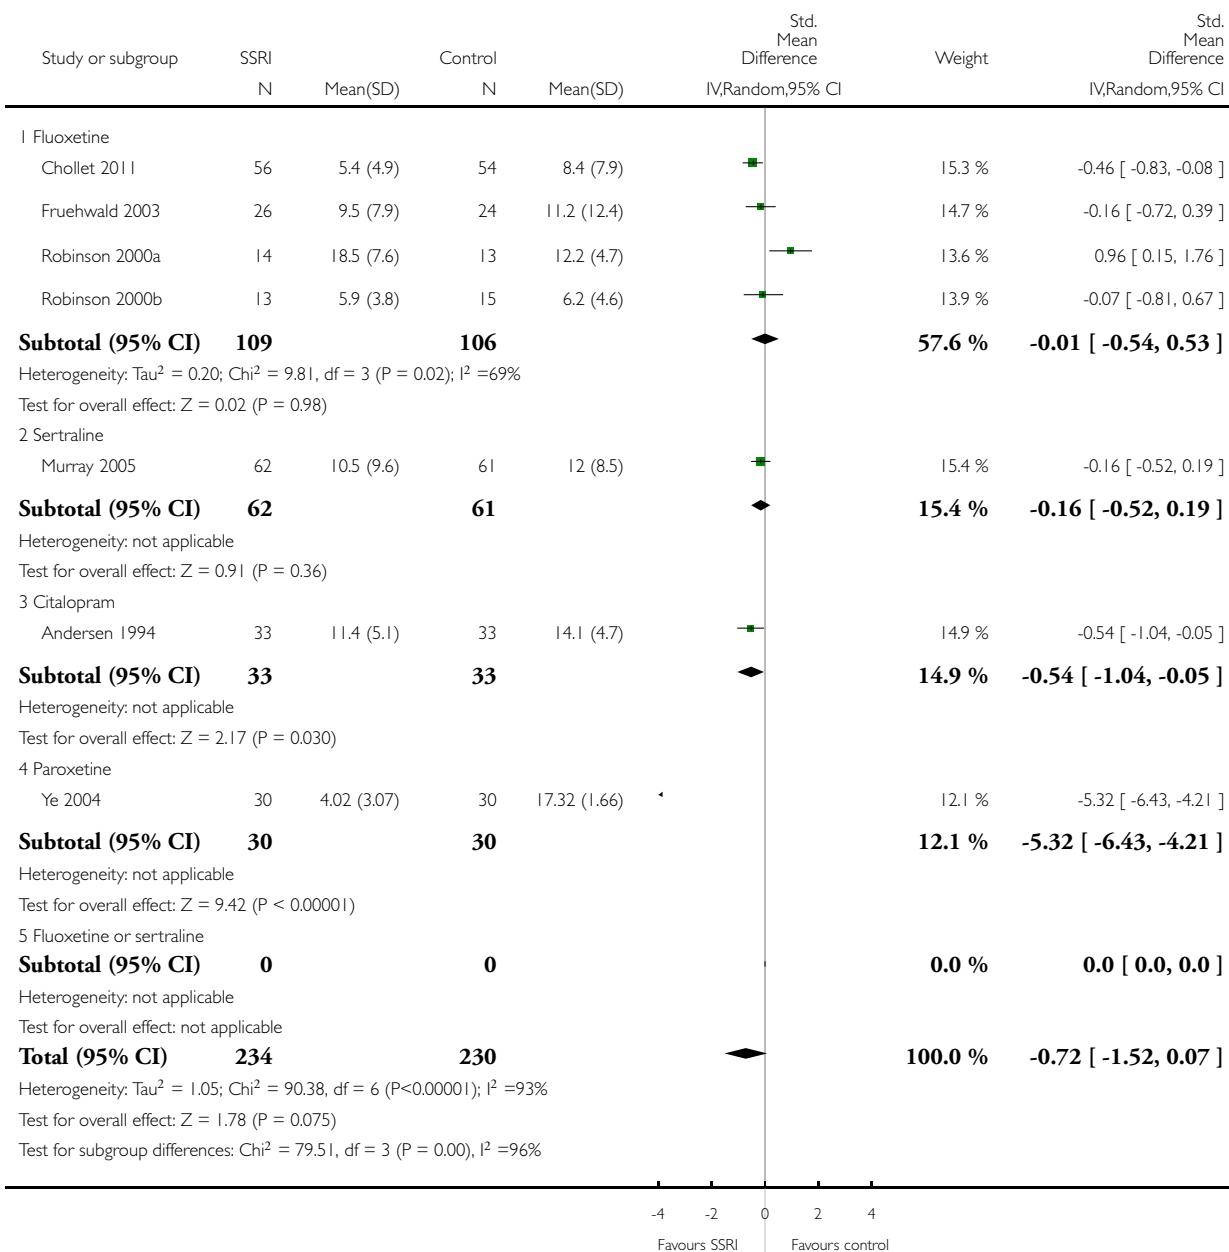 Study or subgroup SSRI Control Std. Mean Difference Weight Std. Mean Difference
N Mean(SD) N Mean(SD) IV,Random,95% CI IV,Random,95% CI
1 Fluoxetine
Chollet 2011 56 5.4 (4.9) 54 8.4 (7.9) 15.3 % -0.46 [ -0.83, -0.08 ]
Fruehwald 2003 26 9.5 (7.9) 24 11.2 (12.4) 14.7 % -0.16 [ -0.72, 0.39 ]
Robinson 2000a 14 18.5 (7.6) 13 12.2 (4.7) 13.6 % 0.96 [ 0.15, 1.76 ]
Robinson 2000b 13 5.9 (3.8) 15 6.2 (4.6) 13.9 % -0.07 [ -0.81, 0.67 ]
Subtotal (95% CI) 109 106 57.6 % -0.01 [ -0.54, 0.53 ]
Heterogeneity: Tau² = 0.20; Chi² = 9.81, df = 3 (P = 0.02); I² =69%
Test for overall effect: Z = 0.02 (P = 0.98)
2 Sertraline
Murray 2005 62 10.5 (9.6) 61 12 (8.5) 15.4 % -0.16 [ -0.52, 0.19 ]
Subtotal (95% CI) 62 61 15.4 % -0.16 [ -0.52, 0.19 ]
Heterogeneity: not applicable
Test for overall effect: Z = 0.91 (P = 0.36)
3 Citalopram
Andersen 1994 33 11.4 (5.1) 33 14.1 (4.7) 14.9 % -0.54 [ -1.04, -0.05 ]
Subtotal (95% CI) 33 33 14.9 % -0.54 [ -1.04, -0.05 ]
Heterogeneity: not applicable
Test for overall effect: Z = 2.17 (P = 0.030)
4 Paroxetine
Ye 2004 30 4.02 (3.07) 30 17.32 (1.66) 12.1 % -5.32 [ -6.43, -4.21 ]
Subtotal (95% CI) 30 30 12.1 % -5.32 [ -6.43, -4.21 ]
Heterogeneity: not applicable
Test for overall effect: Z = 9.42 (P < 0.00001)
5 Fluoxetine or sertraline
Subtotal (95% CI) 0 0 0.0 % 0.0 [ 0.0, 0.0 ]
Heterogeneity: not applicable
Test for overall effect: not applicable
Total (95% CI) 234 230 100.0 % -0.72 [ -1.52, 0.07 ]
Heterogeneity: Tau² = 1.05; Chi² = 90.38, df = 6 (P<0.00001); I² =93%
Test for overall effect: Z = 1.78 (P = 0.075)
Test for subgroup differences: Chi² = 79.51, df = 3 (P = 0.00), I² =96%
-4 -2 0 2 4
Favours SSRI Favours control